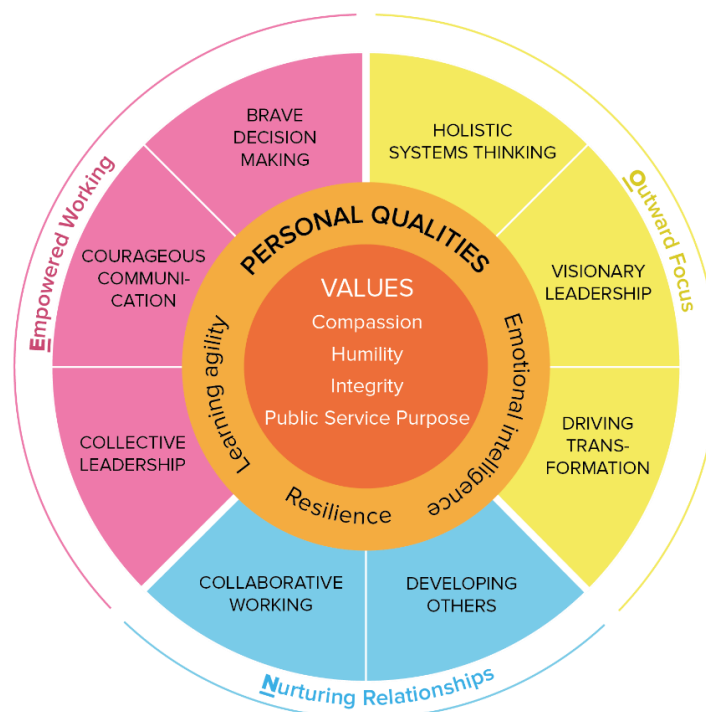 BRAVE
DECISION
MAKING
HOLISTIC
SYSTEMS THINKING
Empowered Working
Outward Focus
COURAGEOUS
COMMUNI-
CATION
VISIONARY
LEADERSHIP
PERSONAL QUALITIES
VALUES
Compassion
Humility
Integrity
Public Service Purpose
Learning agility
Resilience
Emotional intelligence
COLLECTIVE
LEADERSHIP
DRIVING
TRANS-
FORMATION
COLLABORATIVE
WORKING
DEVELOPING
OTHERS
Nurturing Relationships